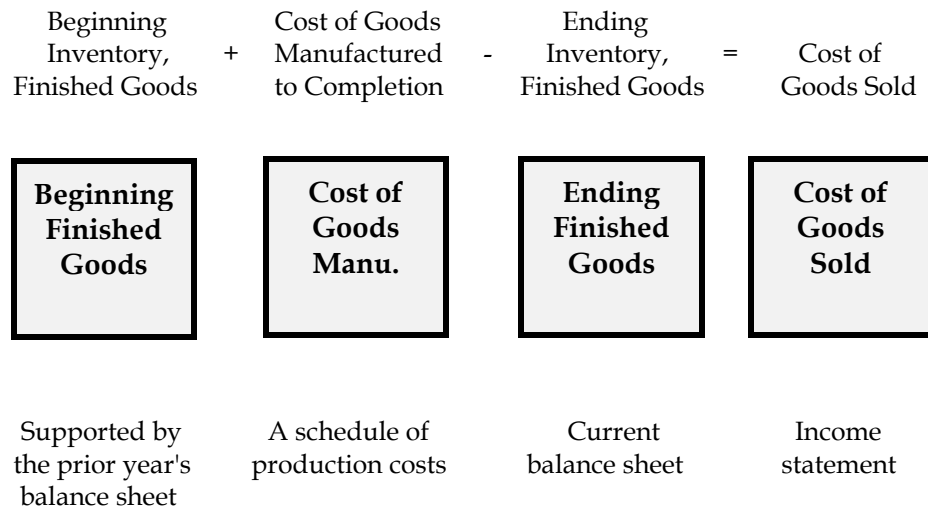 Beginning
Inventory,
Finished Goods
+
Cost of Goods
Manufactured
to Completion
-
Ending
Inventory,
Finished Goods
=
Cost of
Goods Sold
Beginning
Finished
Goods
Cost of
Goods
Manu.
Ending
Finished
Goods
Cost of
Goods
Sold
Supported by
the prior year's
balance sheet
A schedule of
production costs
Current
balance sheet
Income
statement